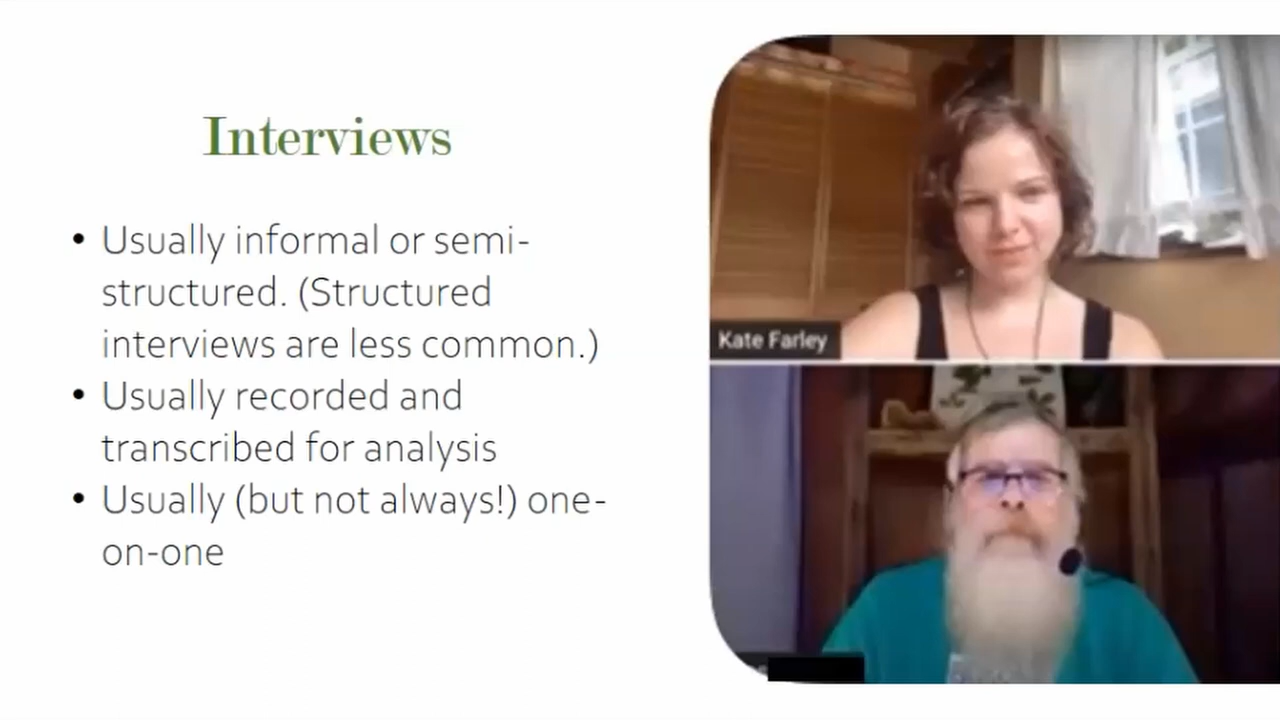 Interviews
• Usually informal or semi-
structured. (Structured
interviews are less common.)
• Usually recorded and
transcribed for analysis
• Usually (but not always!) one-
on-one
Kate Farley